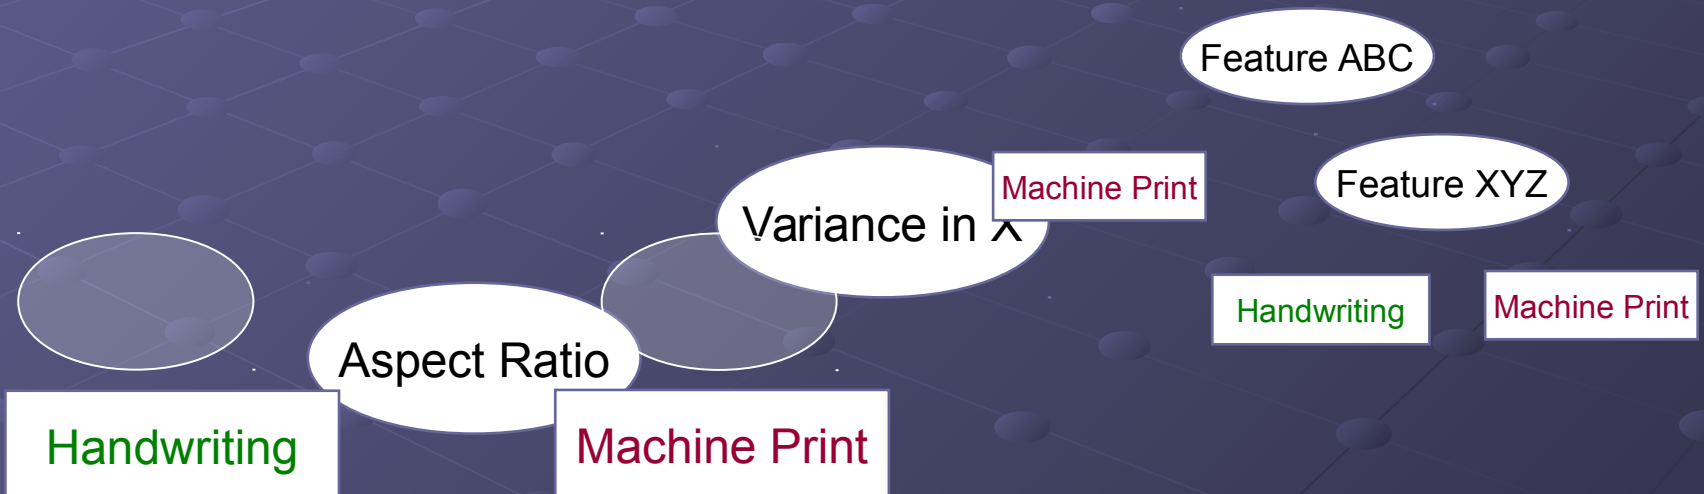 Feature ABC
Machine Print
Feature XYZ
Variance in X
Handwriting
Machine Print
Aspect Ratio
Handwriting
Machine Print